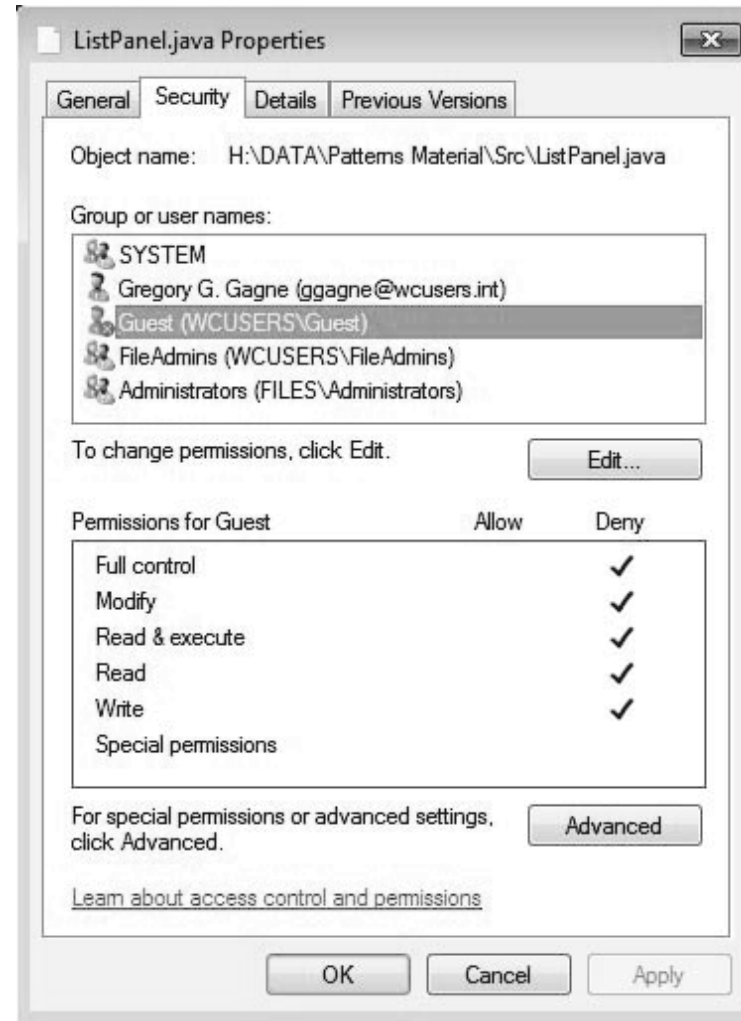 ListPanel.java Properties
General Security Details Previous Versions
Object name: H:\DATA\Patterns Material\Src\ListPanel.java
Group or user names:
SYSTEM
Gregory G. Gagne (ggagne@wcusers.int)
Guest (WCUSERS\Guest)
FileAdmins (WCUSERS\FileAdmins)
Administrators (FILES\Administrators)
To change permissions, click Edit.
Edit...
Permissions for Guest Allow Deny
Full control
Modify
Read & execute
Read
Write
Special permissions
For special permissions or advanced settings,
click Advanced.
Advanced
Learn about access control and permissions
OK Cancel Apply